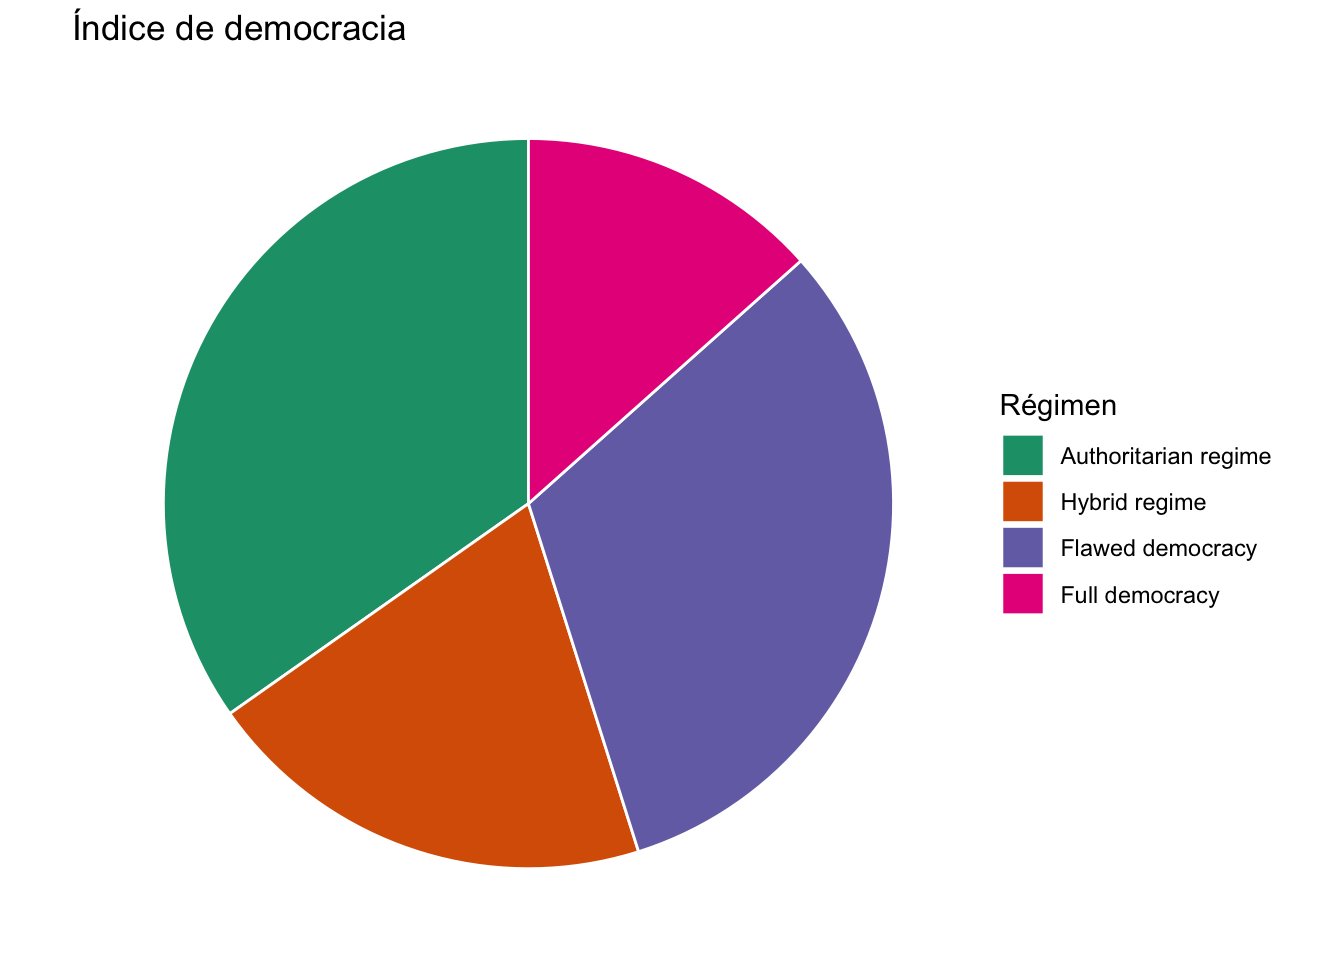 Índice de democracia
Régimen
Authoritarian regime
Hybrid regime
Flawed democracy
Full democracy